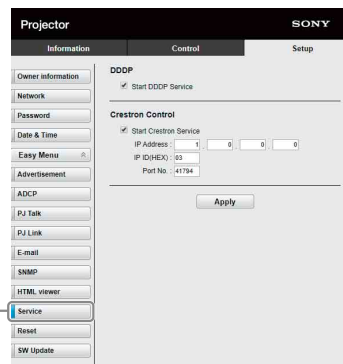 Projector
SONY
Information
Control
Setup
Owner information
Network
Password
Date & Time
Easy Menu
Advertisement
ADCP
PJ Talk
PJ Link
E-mail
SNMP
HTML viewer
Service
Reset
SW Update
DDDP
Start DDDP Service
Crestron Control
Start Crestron Service
IP Address : 1 . 0 . 0 . 0
IP ID(HEX) : 03
Port No. : 41794
Apply